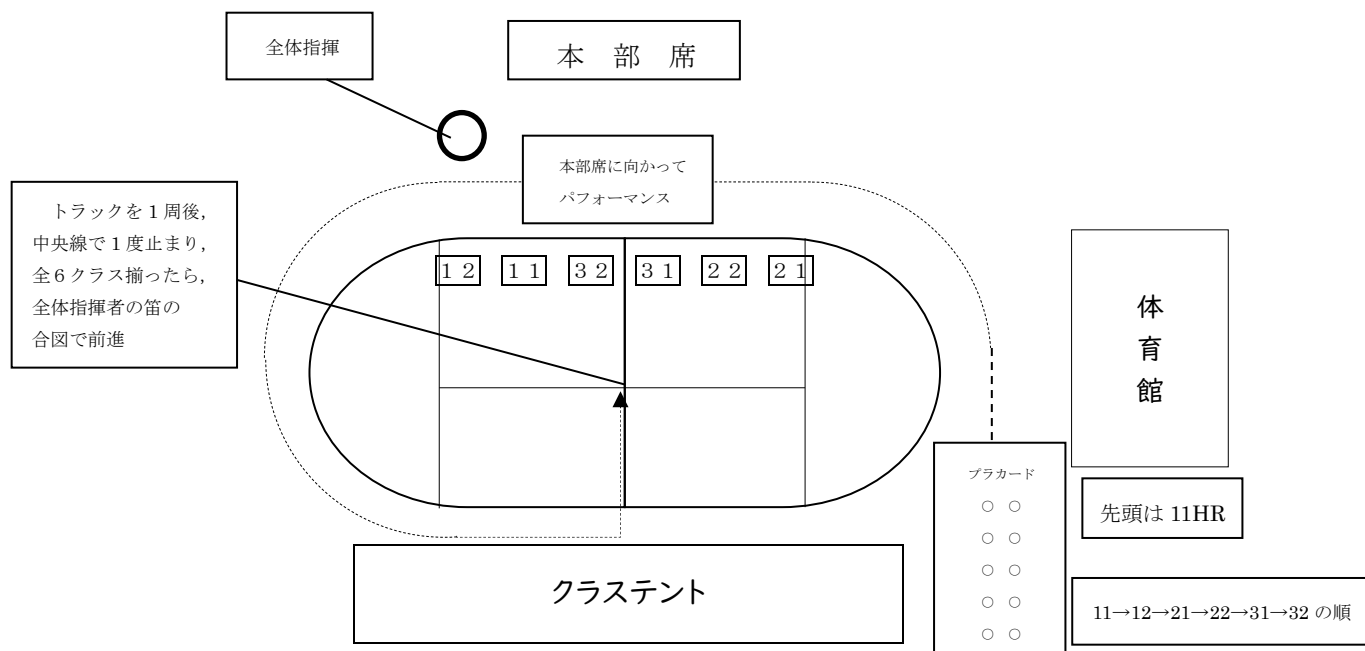 全体指揮
本 部 席
本部席に向かって
パフォーマンス
トラックを 1 周後，
中央線で 1 度止まり，
全６クラス揃ったら，
全体指揮者の笛の
合図で前進
１２ １１ ３２ ３１ ２２ ２１
体
育
館
プラカード
○ ○
○ ○
○ ○
○ ○
○ ○
先頭は 11HR
クラステント
11→12→21→22→31→32 の順